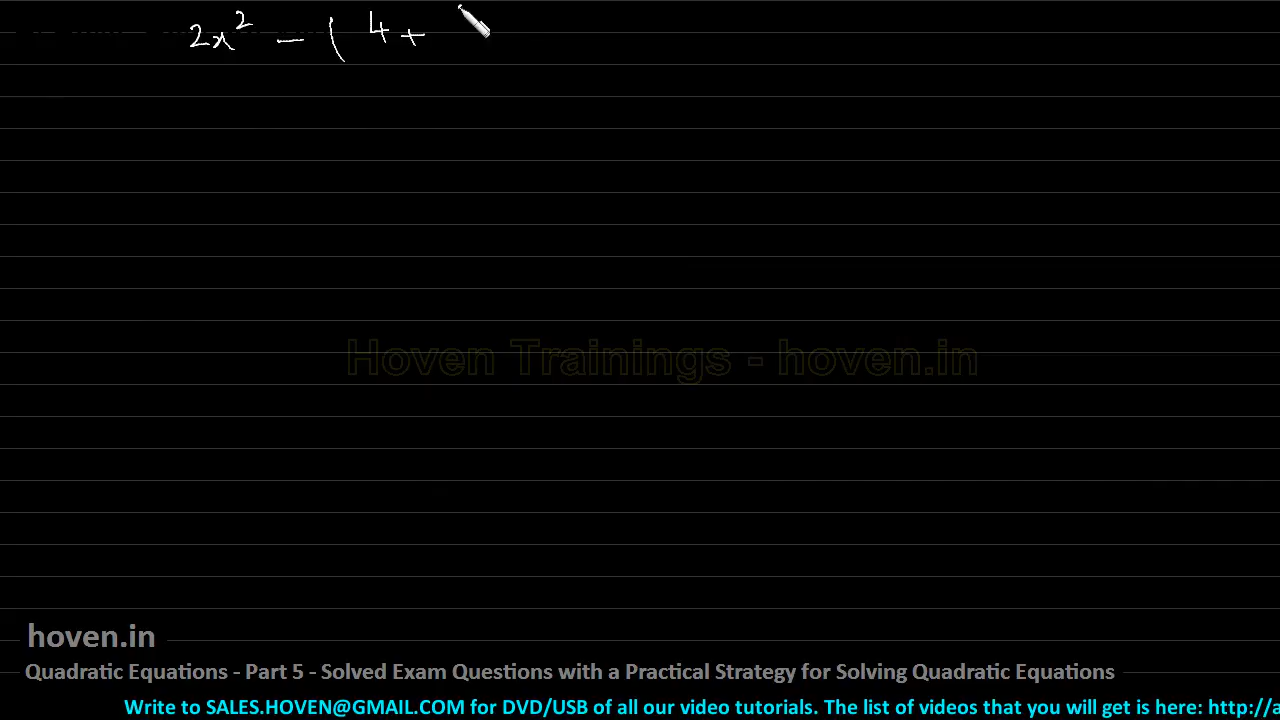 2x² - ( 4 +
Hoven Trainings - hoven.in
hoven.in
Quadratic Equations - Part 5 - Solved Exam Questions with a Practical Strategy for Solving Quadratic Equations
Write to SALES.HOVEN@GMAIL.COM for DVD/USB of all our video tutorials. The list of videos that you will get is here: http://a